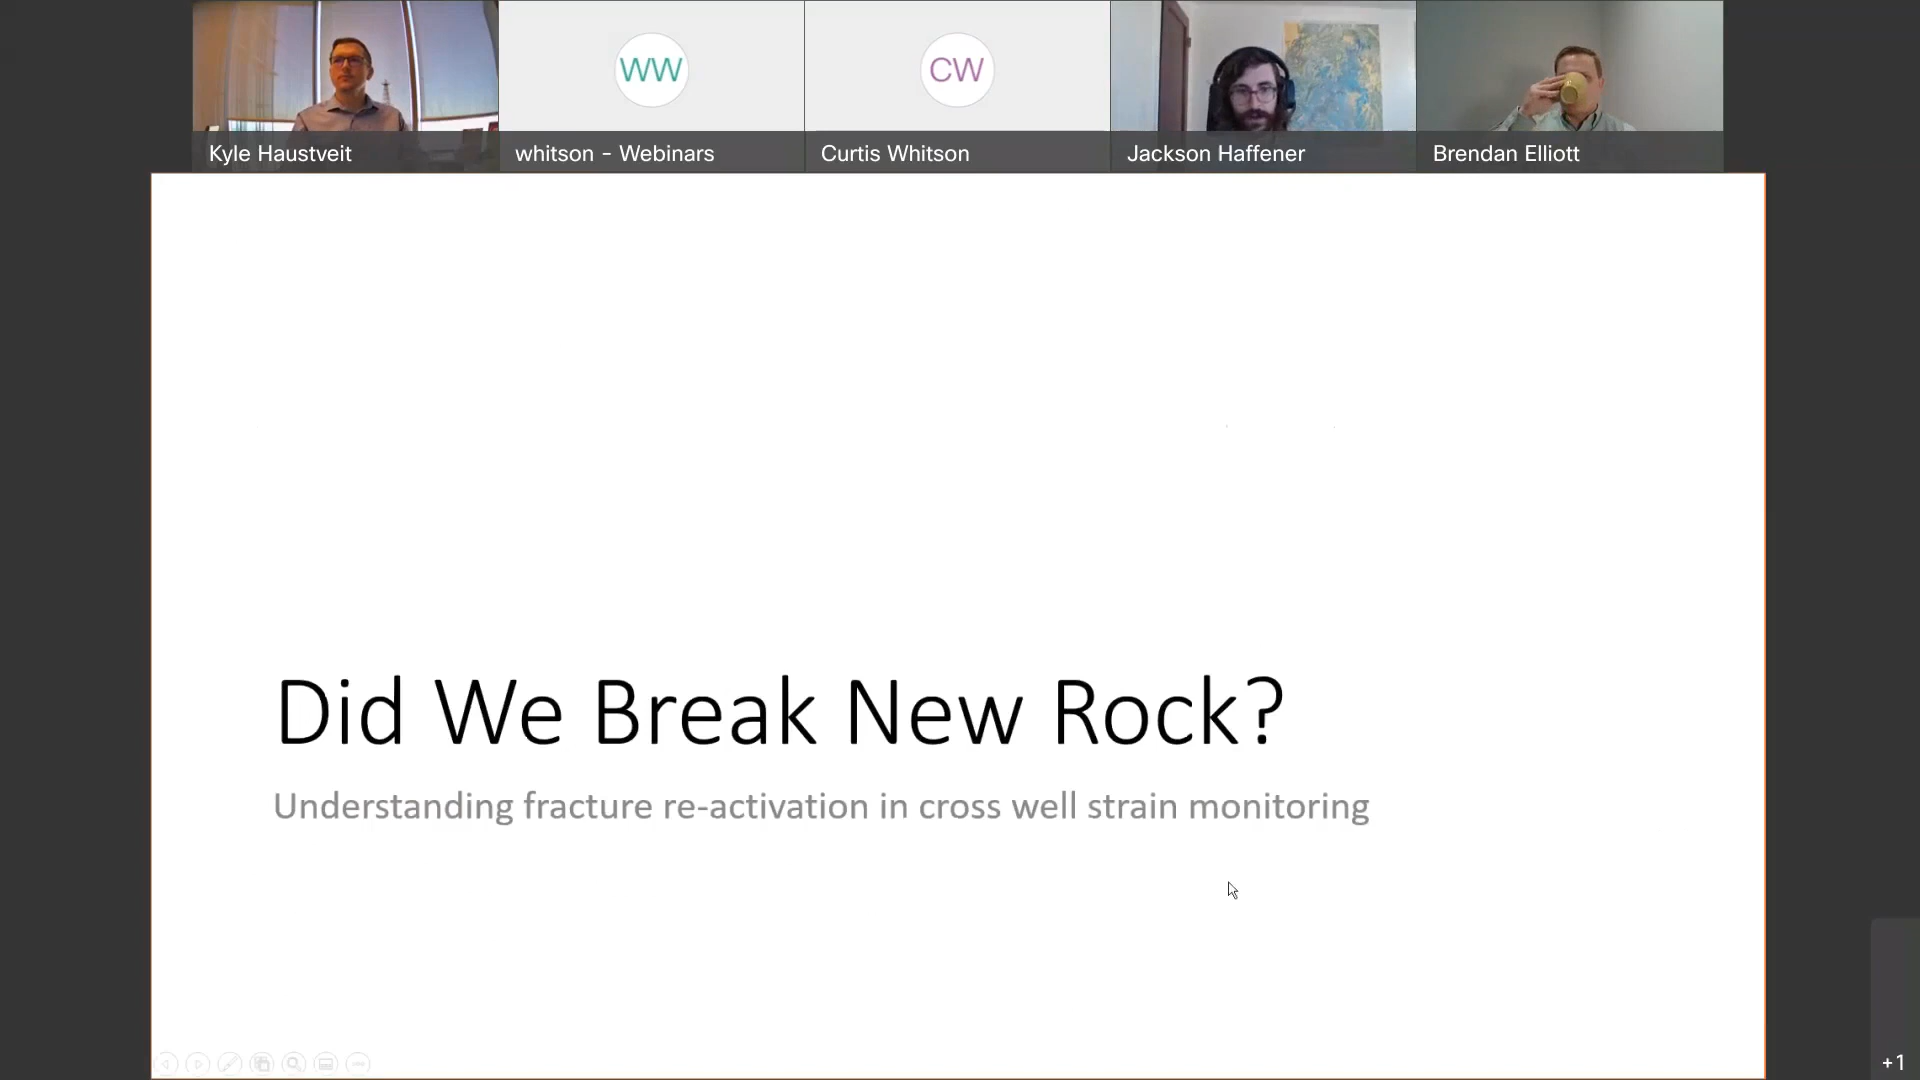 WW
CW
Kyle Haustveit
whitson - Webinars
Curtis Whitson
Jackson Haffener
Brendan Elliott
Did We Break New Rock?
Understanding fracture re-activation in cross well strain monitoring
+1